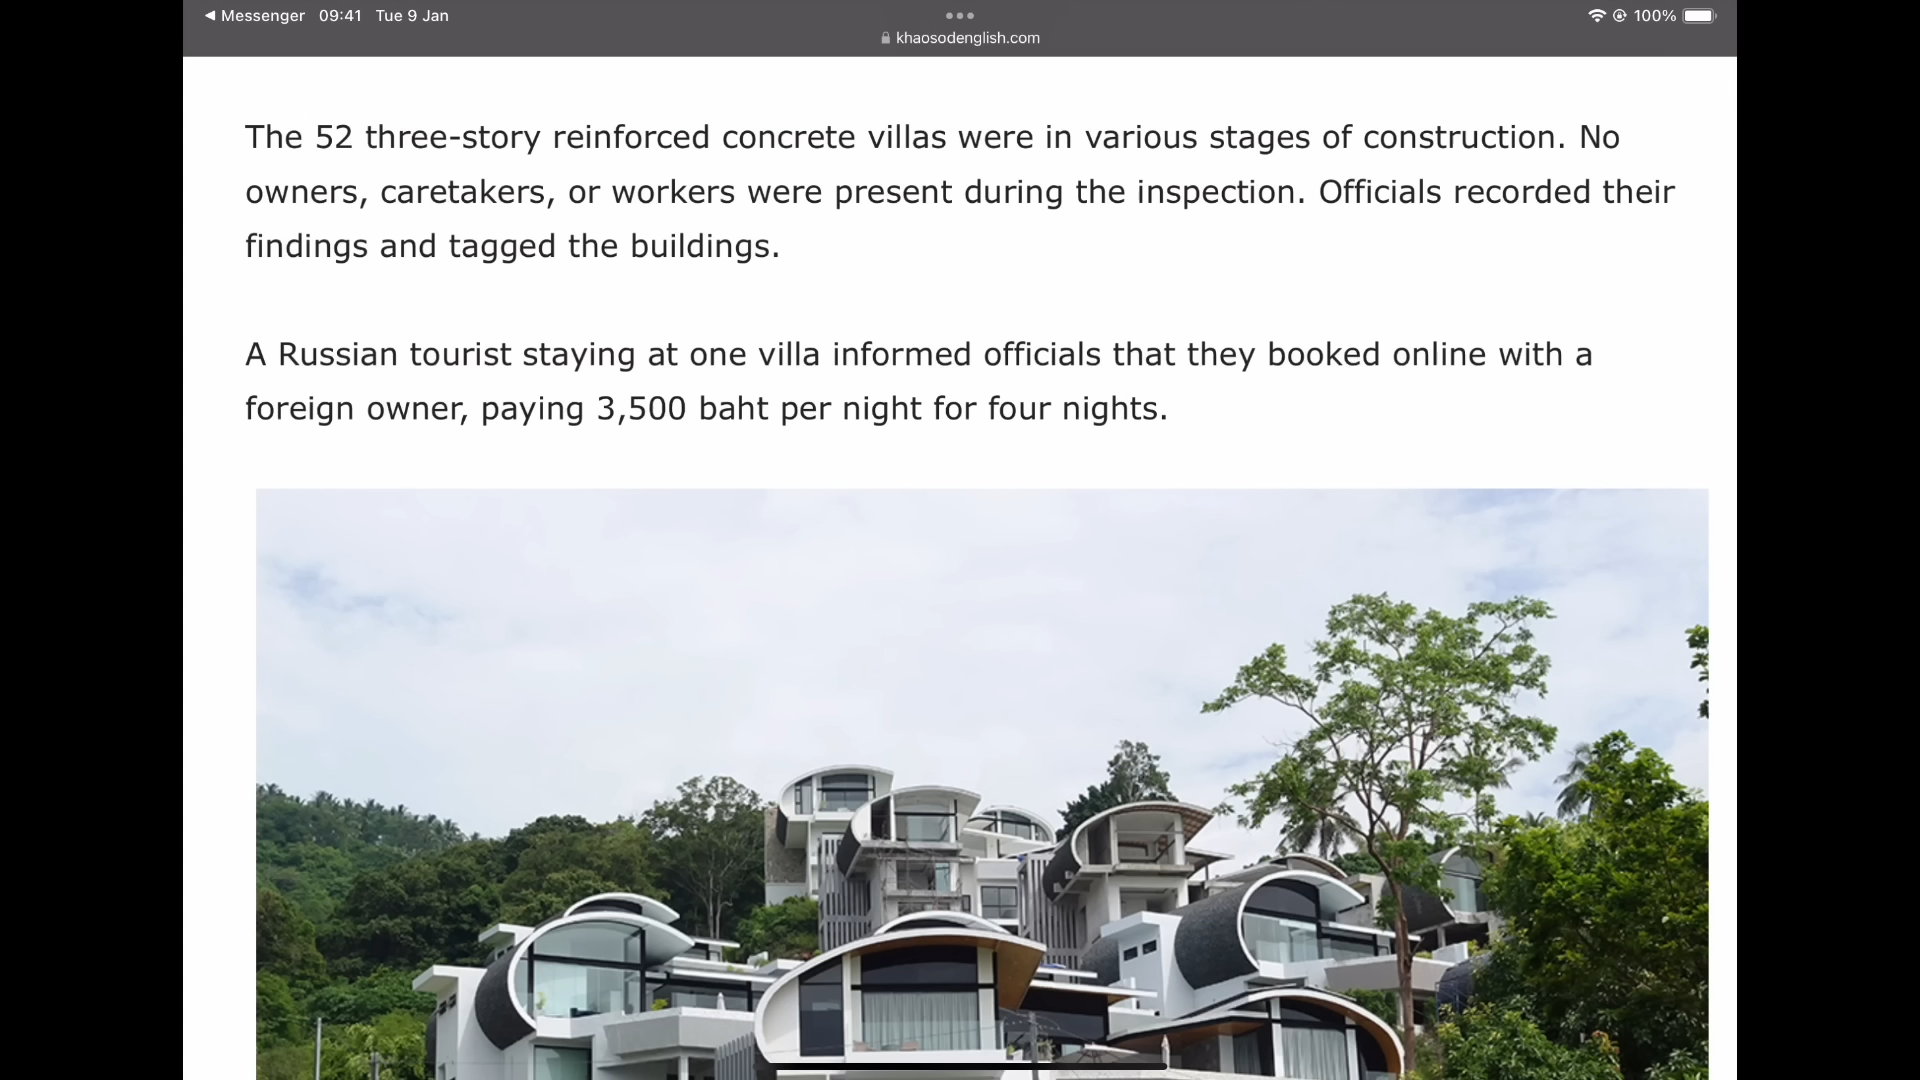 Messenger 09:41 Tue 9 Jan
100%
khaosodenglish.com
The 52 three-story reinforced concrete villas were in various stages of construction. No
owners, caretakers, or workers were present during the inspection. Officials recorded their
findings and tagged the buildings.
A Russian tourist staying at one villa informed officials that they booked online with a
foreign owner, paying 3,500 baht per night for four nights.